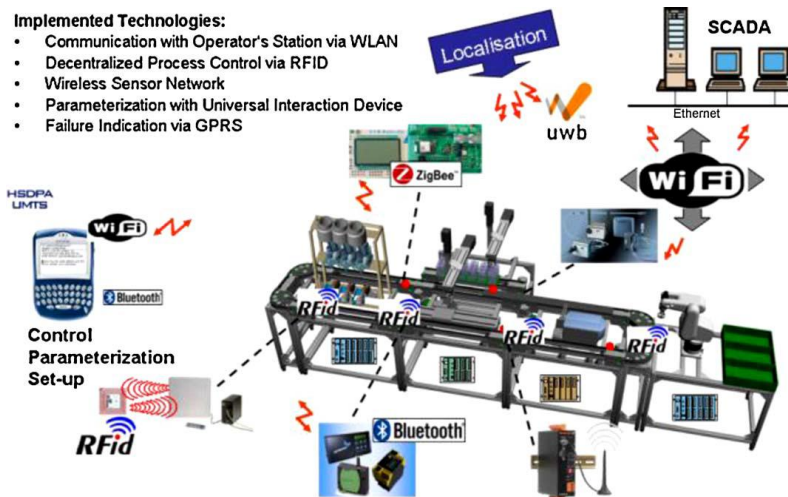 Implemented Technologies:
• Communication with Operator's Station via WLAN
• Decentralized Process Control via RFID
• Wireless Sensor Network
• Parameterization with Universal Interaction Device
• Failure Indication via GPRS
Localisation
uwb
SCADA
Ethernet
Wi Fi
ZigBee™
HSDPA
UMTS
Wi Fi
Bluetooth®
Control
Parameterization
Set-up
RFid
RFid
RFid
RFid
RFid
Bluetooth®